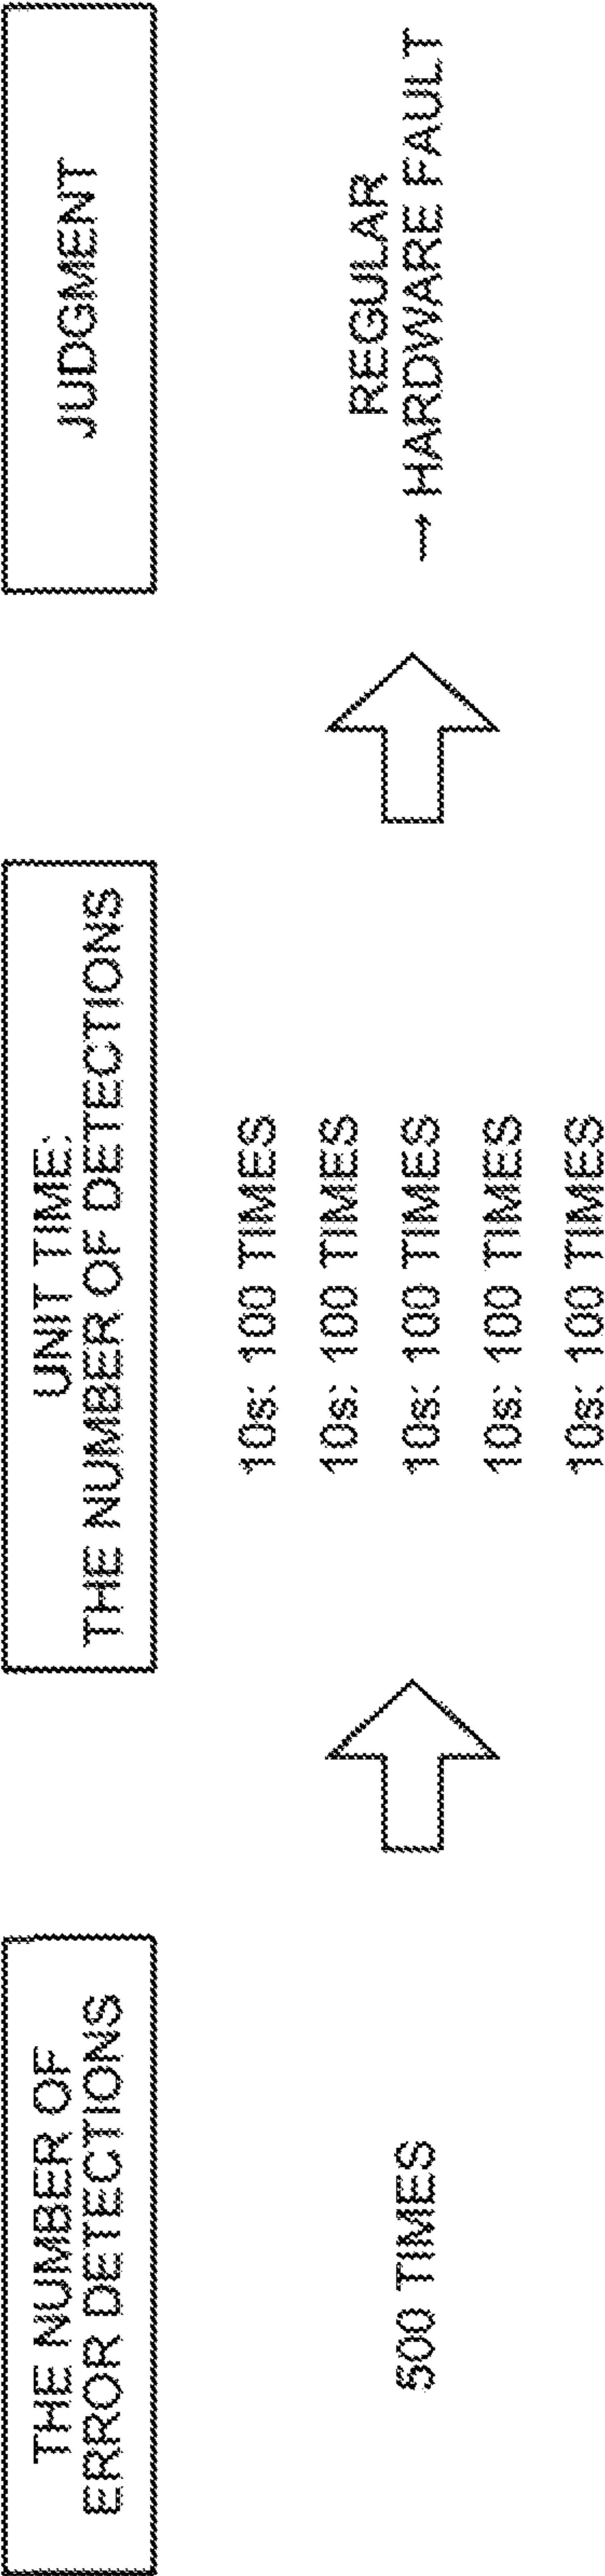 THE NUMBER OF
ERROR DETECTIONS
UNIT TIME:
THE NUMBER OF DETECTIONS
JUDGMENT
500 TIMES
10s: 100 TIMES
10s: 100 TIMES
10s: 100 TIMES
10s: 100 TIMES
10s: 100 TIMES
REGULAR
→ HARDWARE FAULT